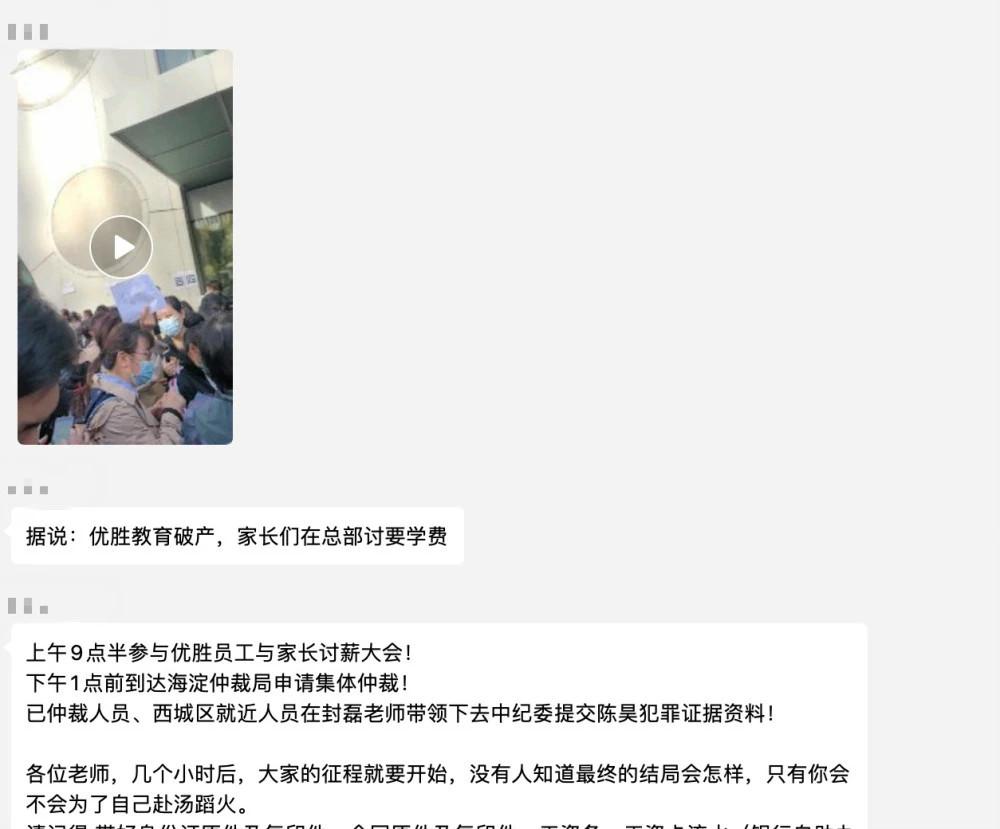 据说：优胜教育破产，家长们在总部讨要学费
上午9点半参与优胜员工与家长讨薪大会！
下午1点前到达海淀仲裁局申请集体仲裁！
已仲裁人员、西城区就近人员在封磊老师带领下去中纪委提交陈昊犯罪证据资料！
各位老师，几个小时后，大家的征程就要开始，没有人知道最终的结局会怎样，只有你会
不会为了自己赴汤蹈火。